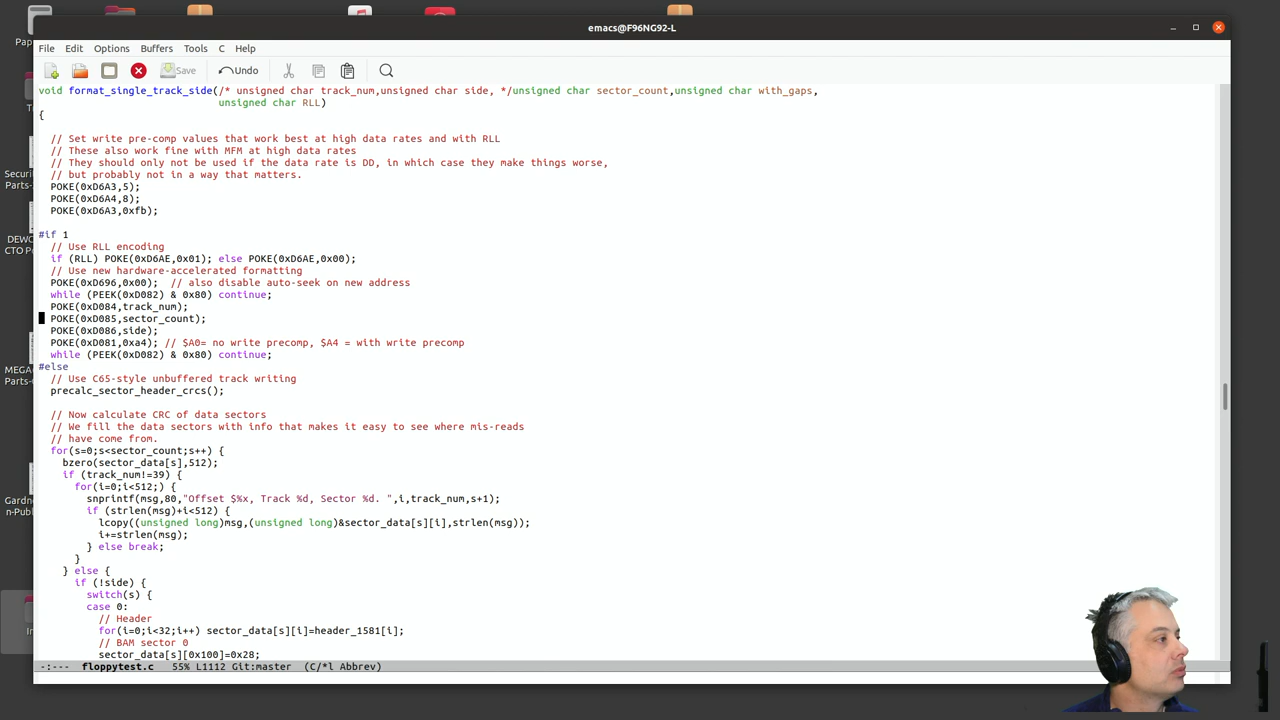 Pap
emacs@F96NG92-L
File Edit Options Buffers Tools C Help
Save Undo
void format_single_track_side(/* unsigned char track_num,unsigned char side, */unsigned char sector_count,unsigned char with_gaps,
unsigned char RLL)
{
// Set write pre-comp values that work best at high data rates and with RLL
// These also work fine with MFM at high data rates
// They should only not be used if the data rate is DD, in which case they make things worse,
// but probably not in a way that matters.
POKE(0xD6A3,5);
POKE(0xD6A4,8);
POKE(0xD6A3,0xfb);
#if 1
// Use RLL encoding
if (RLL) POKE(0xD6AE,0x01); else POKE(0xD6AE,0x00);
// Use new hardware-accelerated formatting
POKE(0xD696,0x00);  // also disable auto-seek on new address
while (PEEK(0xD082) & 0x80) continue;
POKE(0xD084,track_num);
POKE(0xD085,sector_count);
POKE(0xD086,side);
POKE(0xD081,0xa4); // $A0= no write precomp, $A4 = with write precomp
while (PEEK(0xD082) & 0x80) continue;
#else
// Use C65-style unbuffered track writing
precalc_sector_header_crcs();
// Now calculate CRC of data sectors
// We fill the data sectors with info that makes it easy to see where mis-reads
// have come from.
for(s=0;s<sector_count;s++) {
bzero(sector_data[s],512);
if (track_num!=39) {
for(i=0;i<512;) {
snprintf(msg,80,"Offset $%x, Track %d, Sector %d. ",i,track_num,s+1);
if (strlen(msg)+i<512) {
lcopy((unsigned long)msg,(unsigned long)&sector_data[s][i],strlen(msg));
i+=strlen(msg);
} else break;
}
} else {
if (!side) {
switch(s) {
case 0:
// Header
for(i=0;i<32;i++) sector_data[s][i]=header_1581[i];
// BAM sector 0
sector_data[s][0x100]=0x28;
-:--- floppytest.c 55% L1112 Git:master (C/*l Abbrev)
Securi
Parts-
DEWC
CTO P
MEGA
Parts-
Gardn
n-Publ